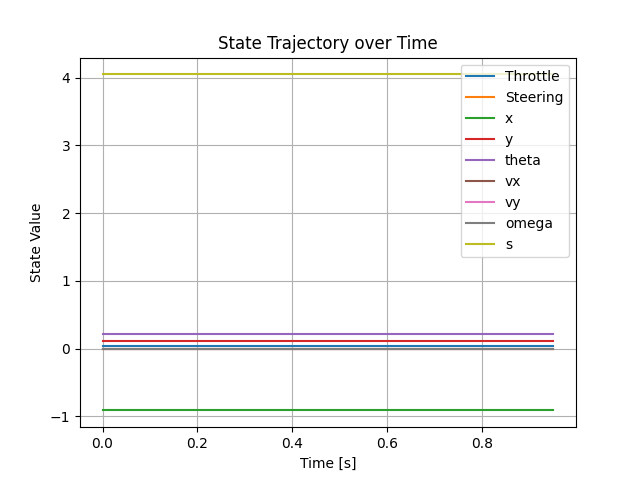 State Trajectory over Time
State Value
4
3
2
1
0
−1
0.0
0.2
0.4
0.6
0.8
Time [s]
Throttle
Steering
x
y
theta
vx
vy
omega
s